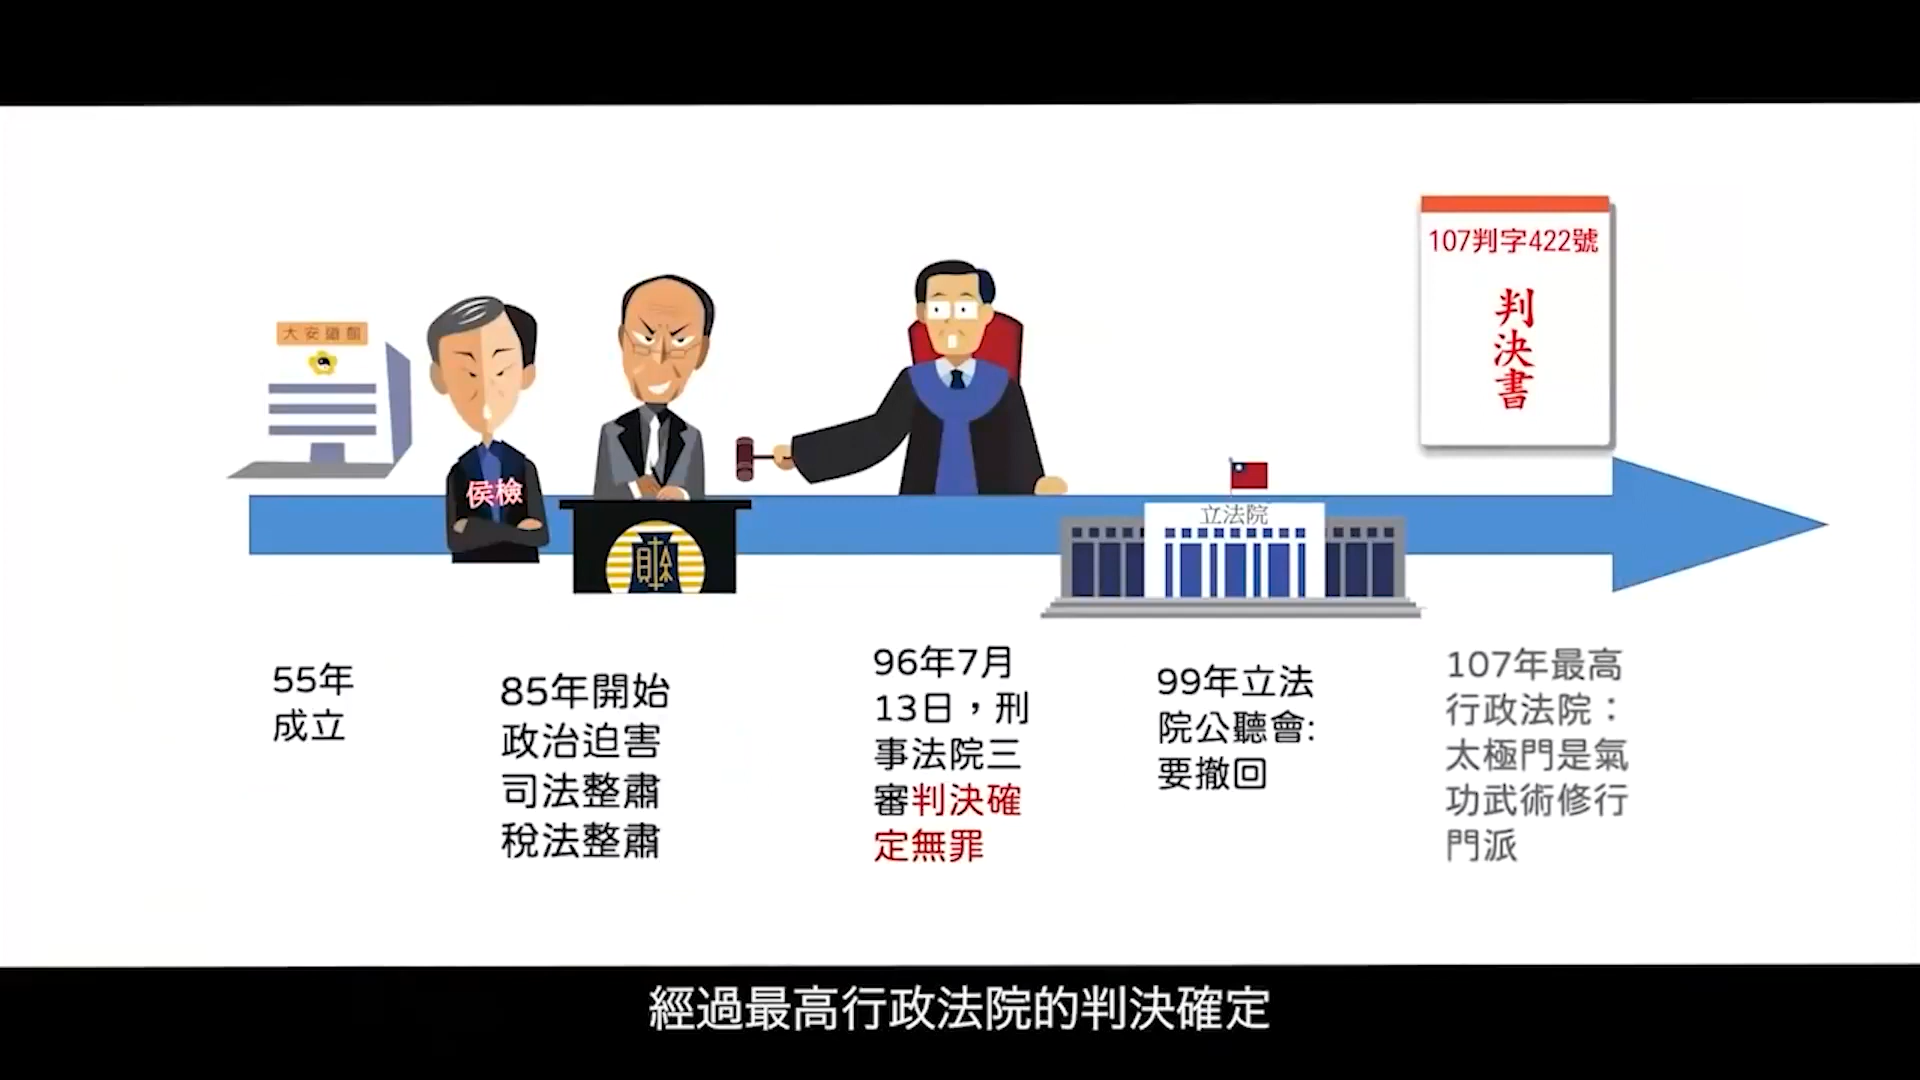 107判字422號
判決書
大安道館
侯檢
財
立法院
55年
成立
85年開始
政治迫害
司法整肅
稅法整肅
96年7月
13日，刑
事法院三
審判決確
定無罪
99年立法
院公聽會:
要撤回
107年最高
行政法院：
太極門是氣
功武術修行
門派
經過最高行政法院的判決確定